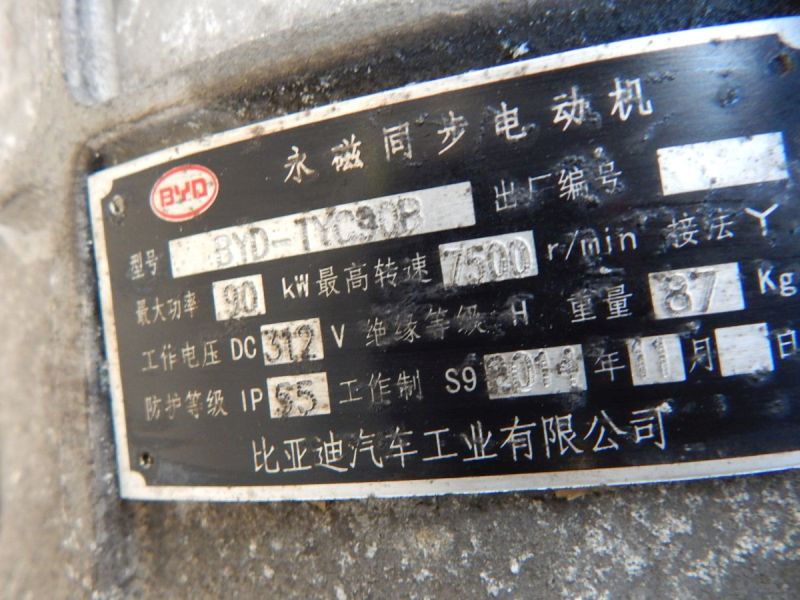 BYD 永磁同步电动机
型号 BYD-TYC90B 出厂编号
最大功率 90 kW 最高转速 7500 r/min 接法 Y
工作电压 DC 312 V 绝缘等级 H 重量 87 Kg
防护等级 IP 55 工作制 S9 2014 年 11 月 日
比亚迪汽车工业有限公司